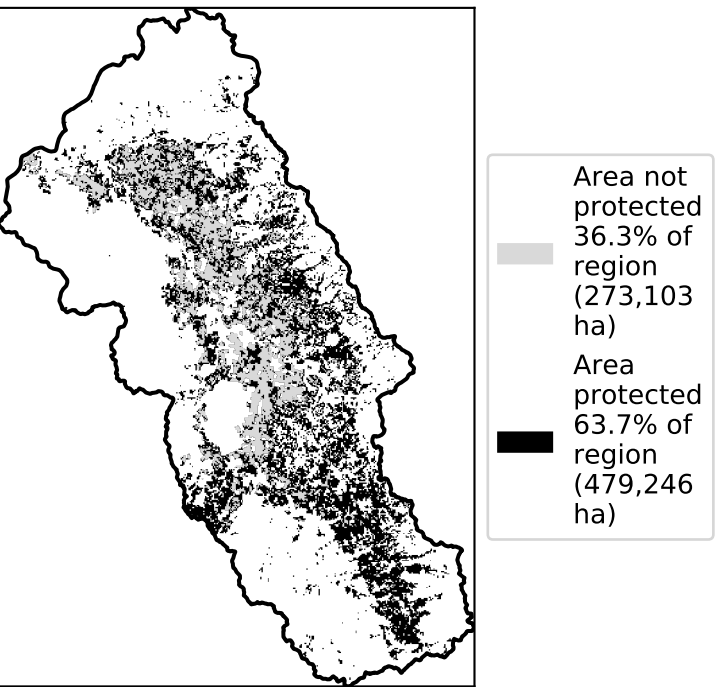 Area not
protected
36.3% of
region
(273,103
ha)
Area
protected
63.7% of
region
(479,246
ha)